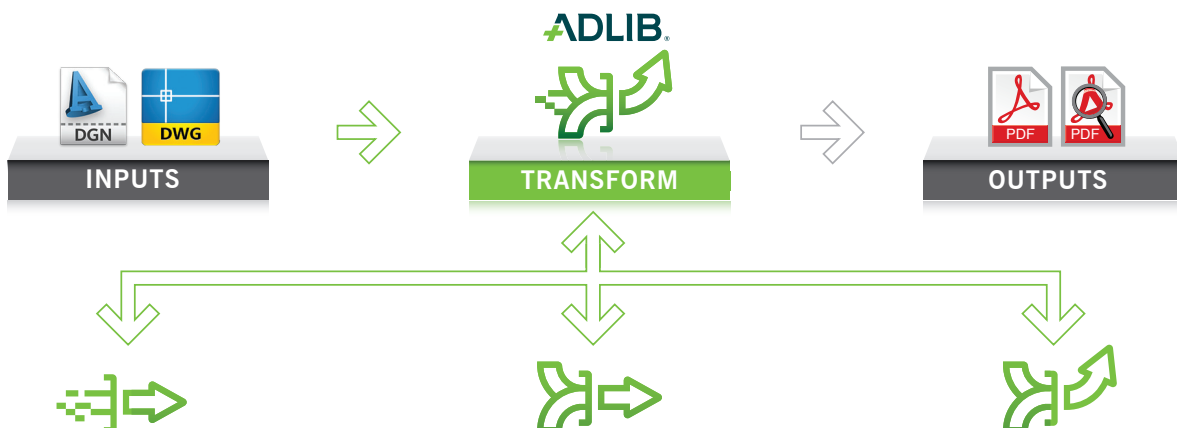 ADLIB®
DGN
DWG
PDF
PDF
INPUTS
TRANSFORM
OUTPUTS